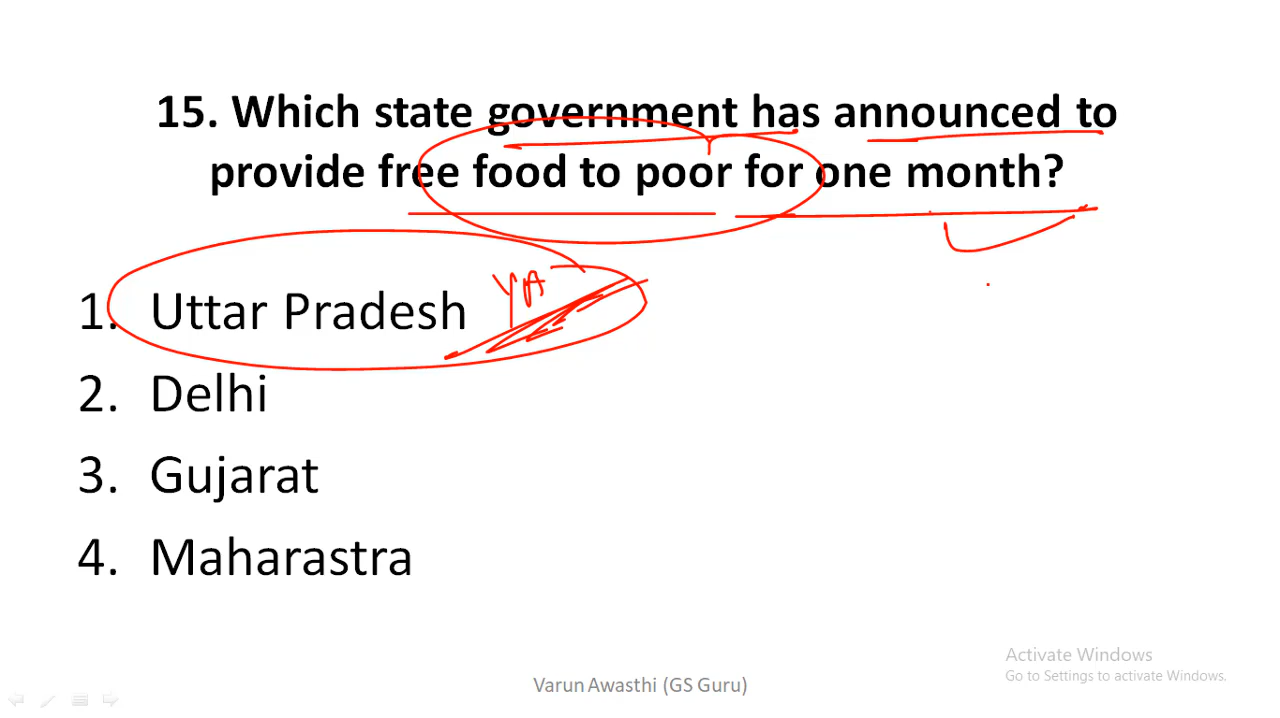 15. Which state government has announced to
provide free food to poor for one month?
1. Uttar Pradesh YA
2. Delhi
3. Gujarat
4. Maharastra
Activate Windows
Go to Settings to activate Windows.
Varun Awasthi (GS Guru)